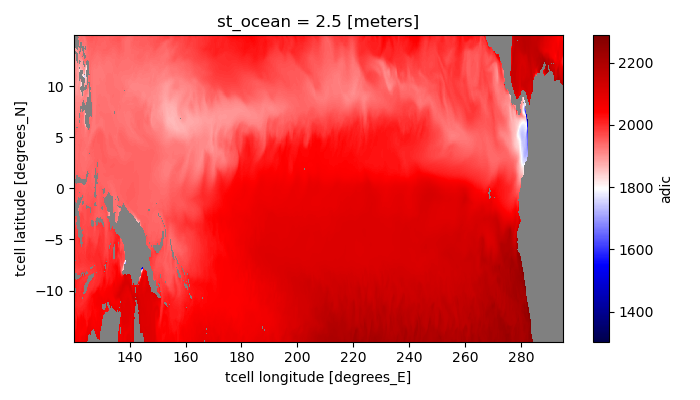 st_ocean = 2.5 [meters]
10
5
0
−5
−10
tcell latitude [degrees_N]
140 160 180 200 220 240 260 280
tcell longitude [degrees_E]
2200
2000
1800
1600
1400
adic